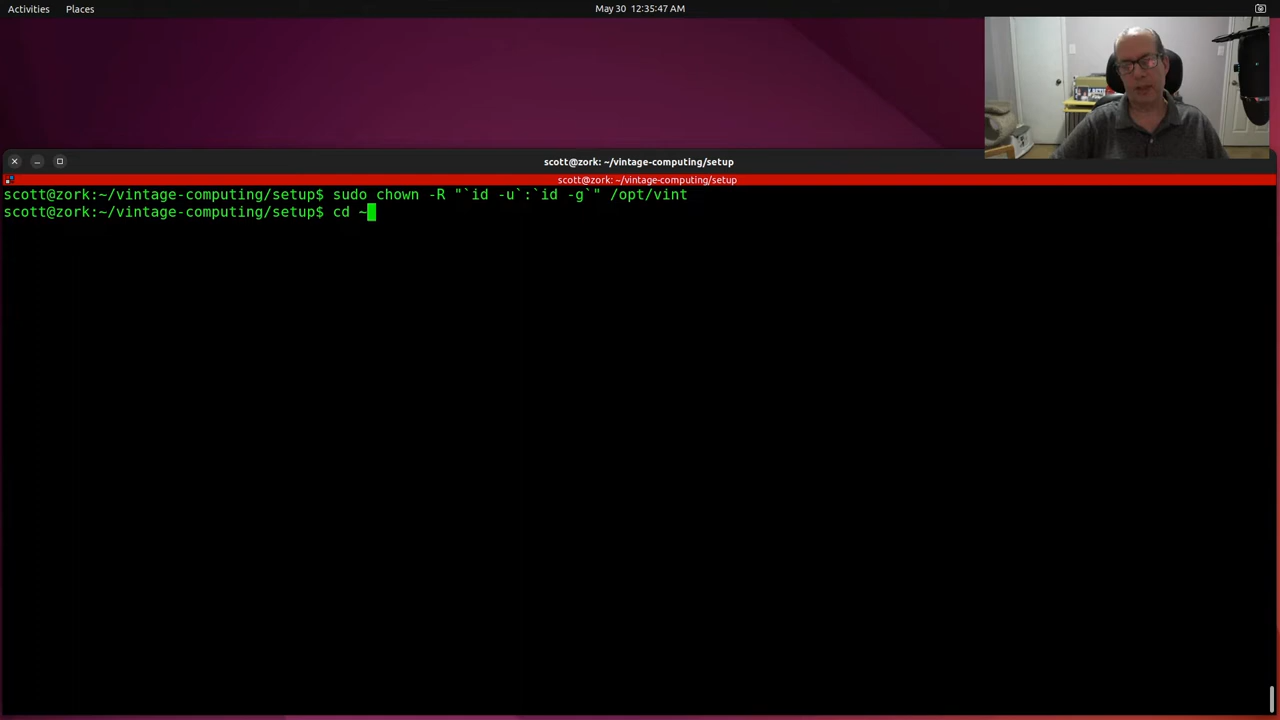 Activities Places May 30 12:35:47 AM
scott@zork: ~/vintage-computing/setup
scott@zork: ~/vintage-computing/setup
scott@zork:~/vintage-computing/setup$ sudo chown -R "`id -u`:`id -g`" /opt/vint
scott@zork:~/vintage-computing/setup$ cd ~